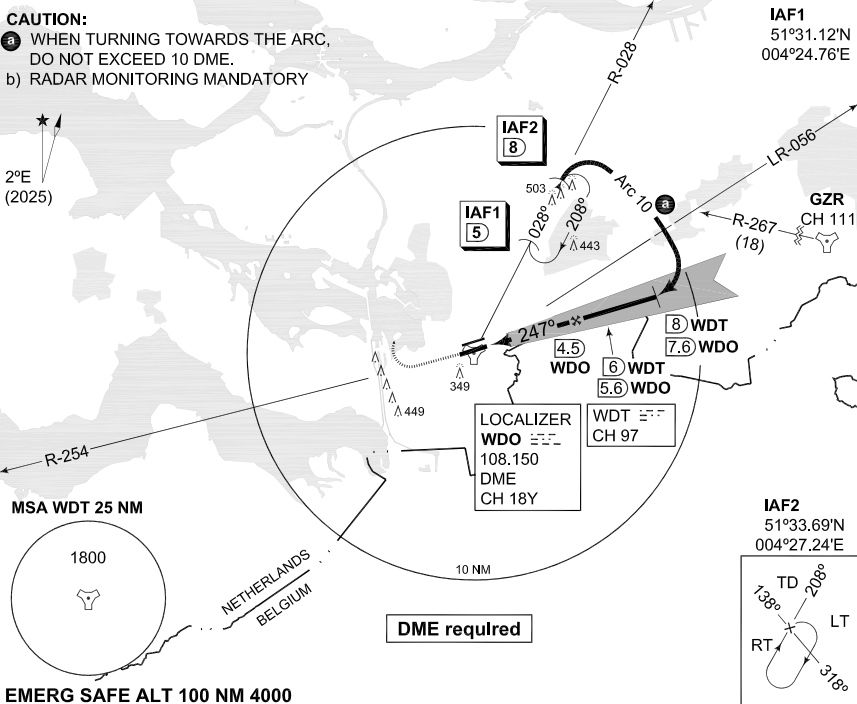 CAUTION:
a WHEN TURNING TOWARDS THE ARC,
DO NOT EXCEED 10 DME.
b) RADAR MONITORING MANDATORY
2ºE
(2025)
IAF1
51º31.12'N
004º24.76'E
R-028
LR-056
IAF2
8
503
028º
208º
Arc 10
a
IAF1
5
443
GZR
CH 111
R-267
(18)
247º
8 WDT
7.6 WDO
4.5
WDO
6 WDT
5.6 WDO
349
449
LOCALIZER
WDO
108.150
DME
CH 18Y
WDT
CH 97
R-254
MSA WDT 25 NM
1800
NETHERLANDS
BELGIUM
10 NM
DME required
IAF2
51º33.69'N
004º27.24'E
TD
208º
138º
LT
RT
318º
EMERG SAFE ALT 100 NM 4000